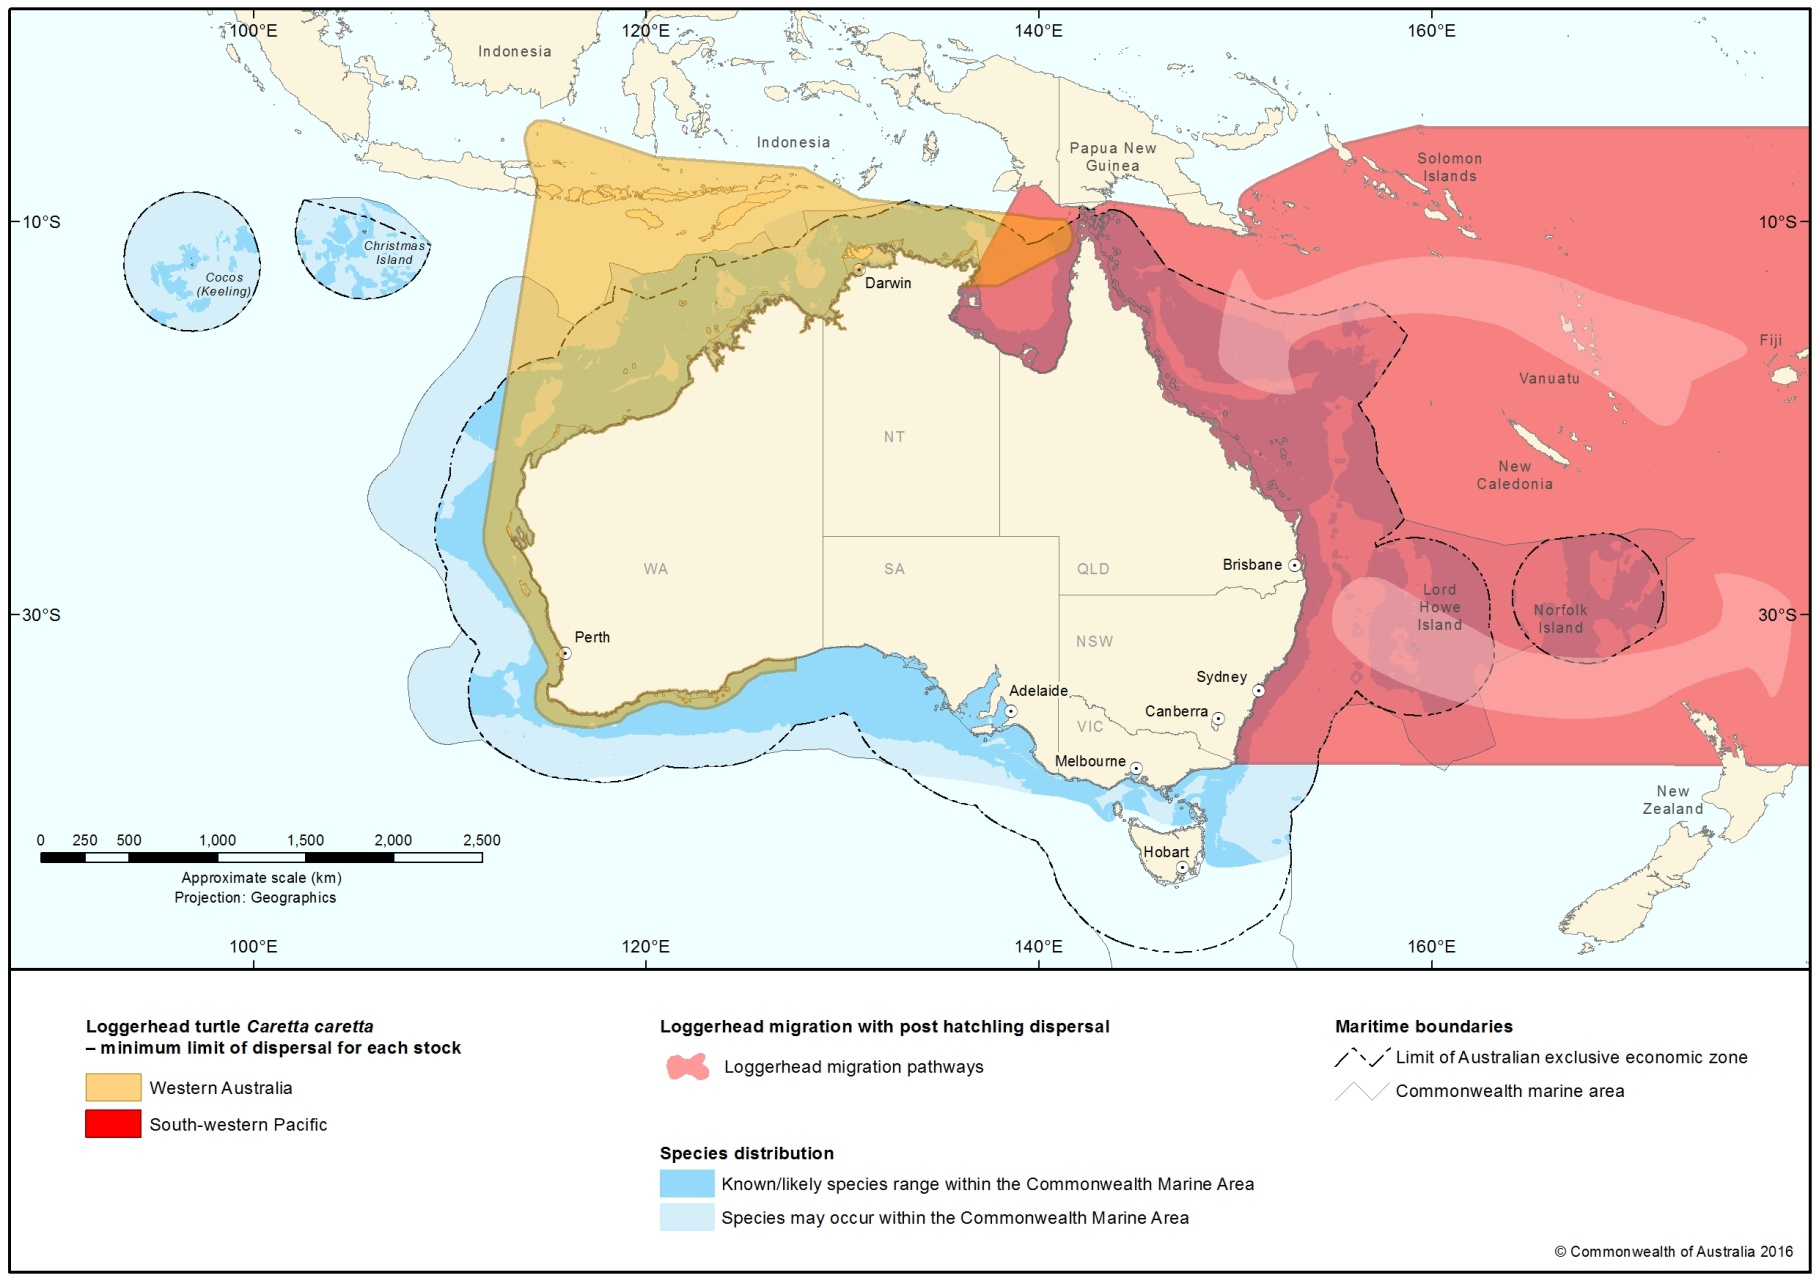 100°E
120°E
140°E
160°E
Indonesia
Indonesia
Papua New
Guinea
Solomon
Islands
10°S
10°S
Christmas
Island
Cocos
(Keeling)
Darwin
Fiji
Vanuatu
NT
New
Caledonia
WA
SA
QLD
Brisbane
Lord
Howe
Island
Norfolk
Island
30°S
30°S
Perth
NSW
Sydney
Adelaide
Canberra
VIC
Melbourne
New
Zealand
Hobart
0 250 500 1,000 1,500 2,000 2,500
Approximate scale (km)
Projection: Geographics
100°E
120°E
140°E
160°E
Loggerhead turtle Caretta caretta
– minimum limit of dispersal for each stock
Western Australia
South-western Pacific
Loggerhead migration with post hatchling dispersal
Loggerhead migration pathways
Species distribution
Known/likely species range within the Commonwealth Marine Area
Species may occur within the Commonwealth Marine Area
Maritime boundaries
Limit of Australian exclusive economic zone
Commonwealth marine area
© Commonwealth of Australia 2016